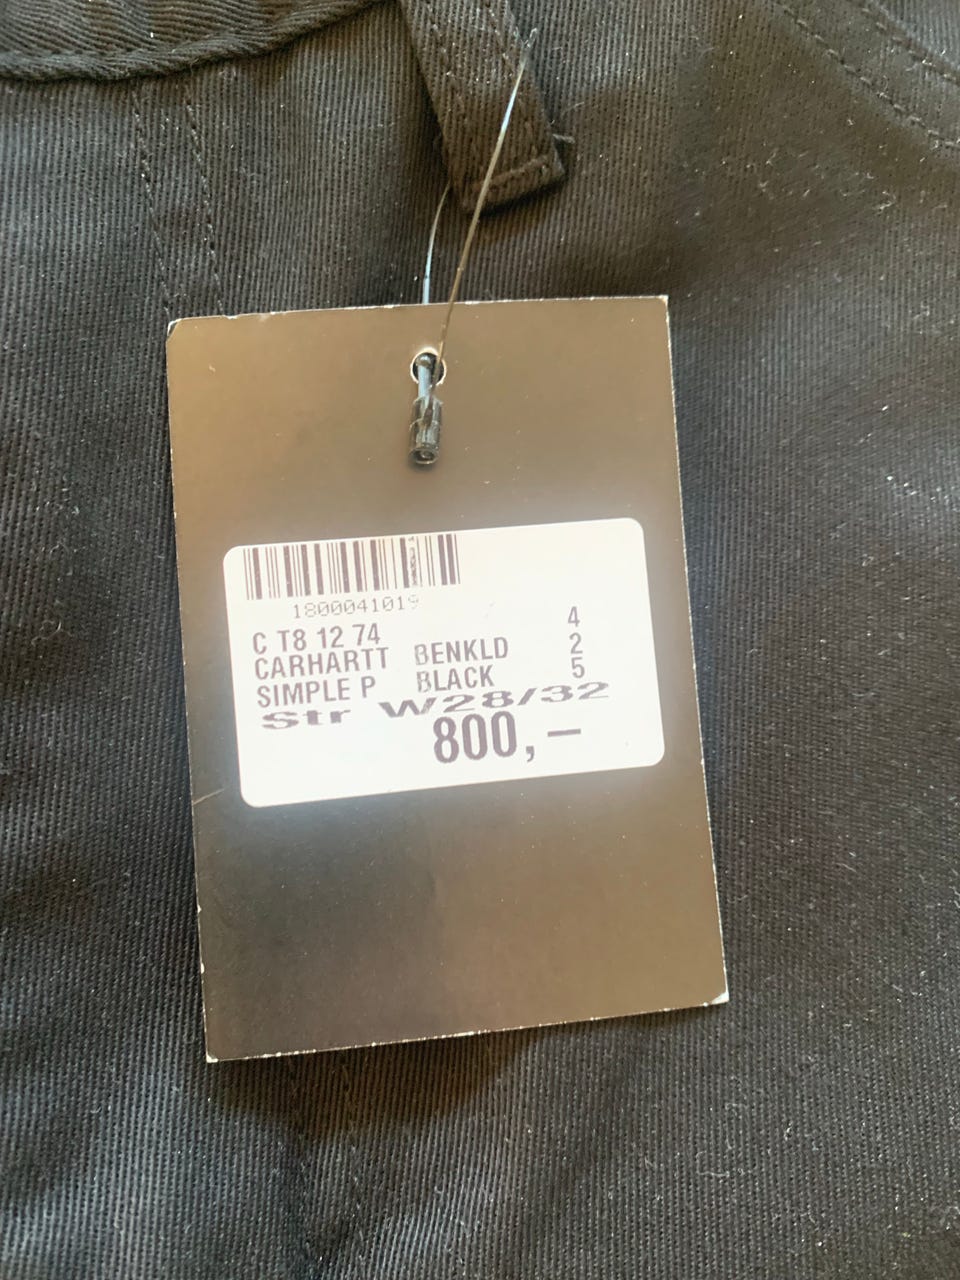 1800041019
C T8 12 74 4
CARHARTT BENKLD 2
SIMPLE P BLACK 5
Str W28/32
800,–